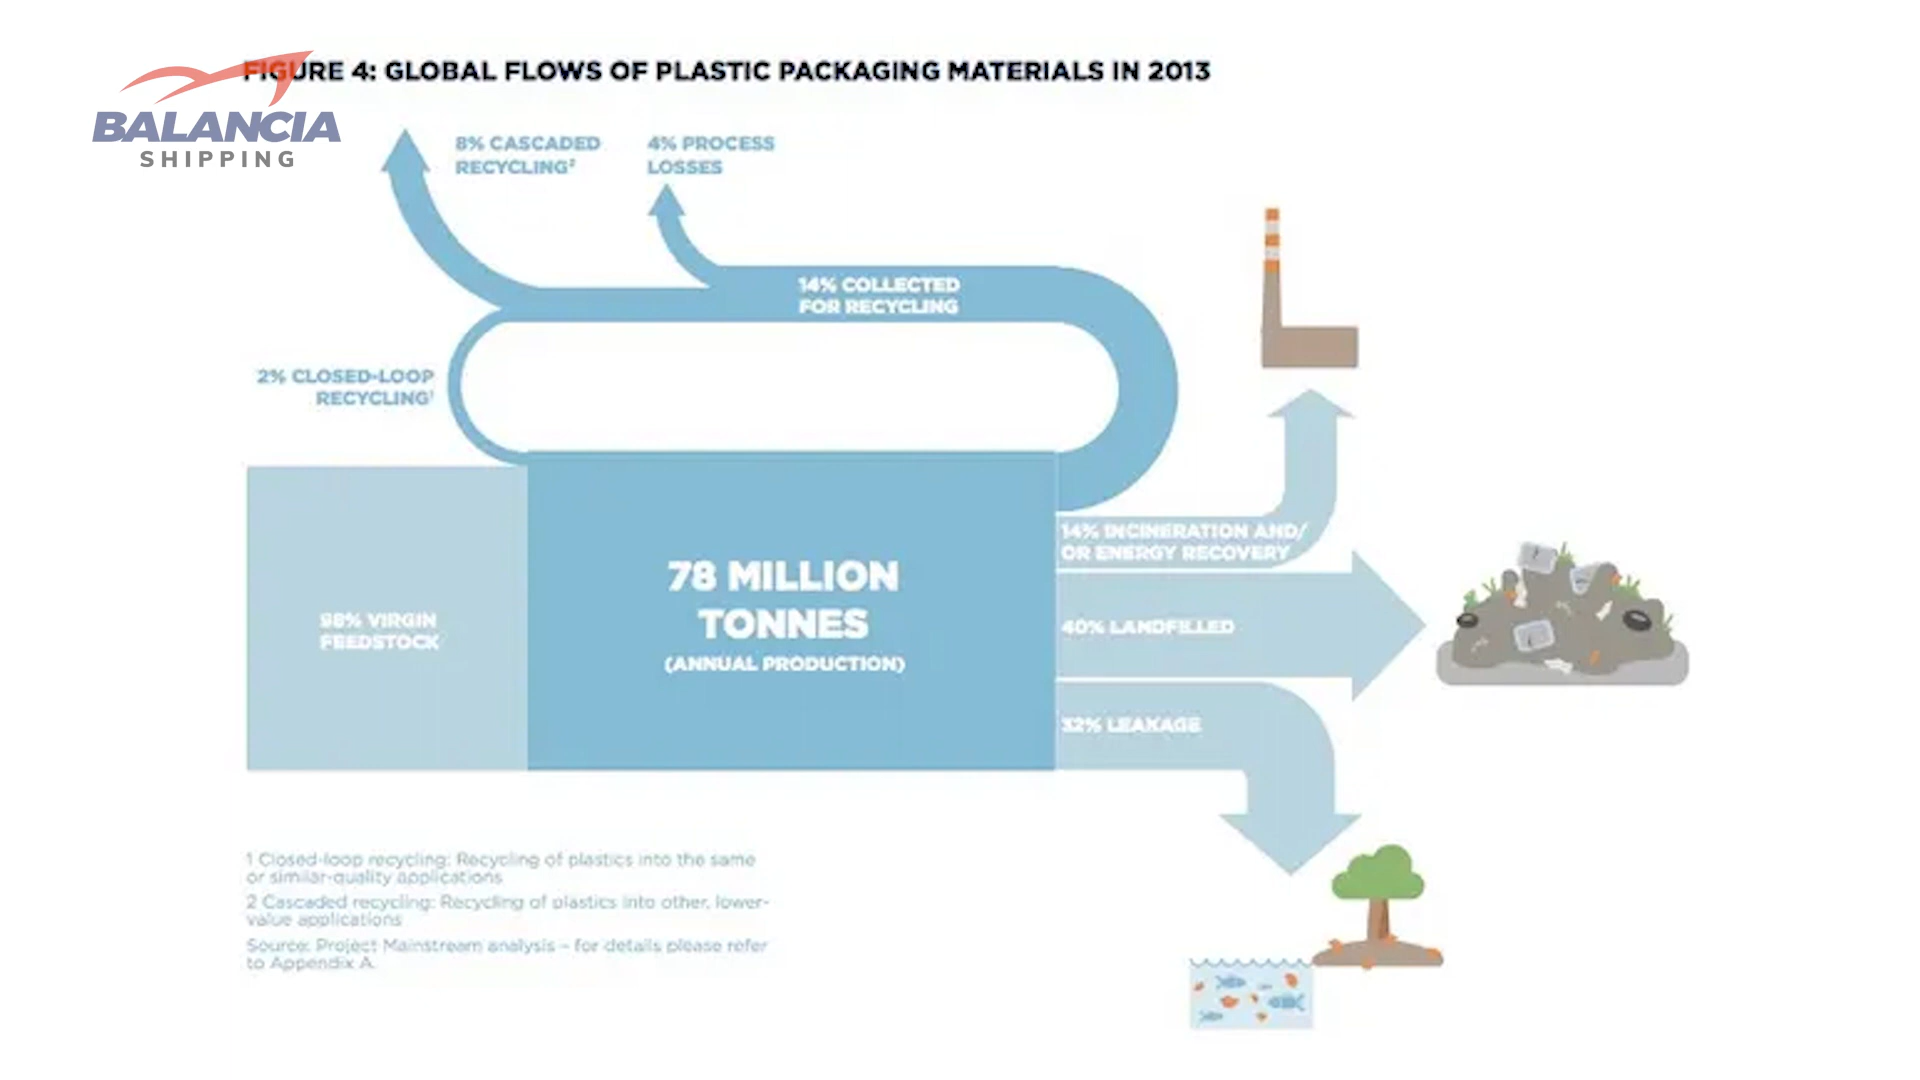 FIGURE 4: GLOBAL FLOWS OF PLASTIC PACKAGING MATERIALS IN 2013
BALANCIA
SHIPPING
8% CASCADED
RECYCLING²
4% PROCESS
LOSSES
14% COLLECTED
FOR RECYCLING
2% CLOSED-LOOP
RECYCLING¹
14% INCINERATION AND/
OR ENERGY RECOVERY
98% VIRGIN
FEEDSTOCK
78 MILLION
TONNES
(ANNUAL PRODUCTION)
40% LANDFILLED
32% LEAKAGE
1 Closed-loop recycling: Recycling of plastics into the same
or similar-quality applications
2 Cascaded recycling: Recycling of plastics into other, lower-
value applications
Source: Project Mainstream analysis – for details please refer
to Appendix A.